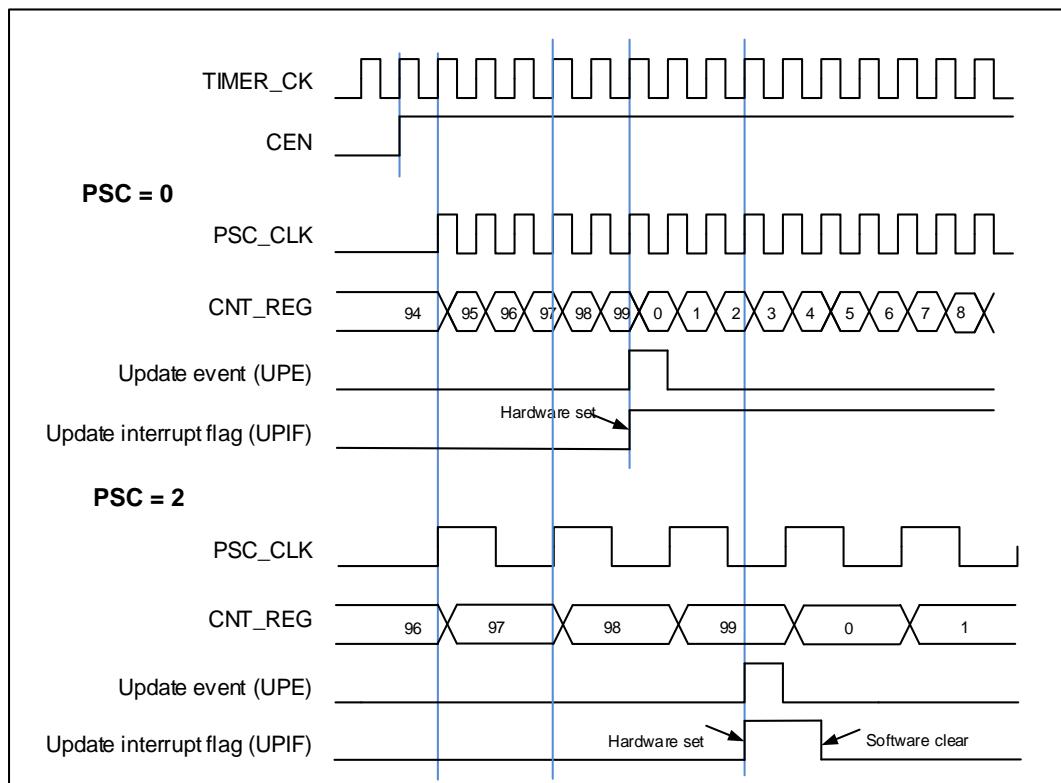 TIMER_CK
CEN
PSC = 0
PSC_CLK
CNT_REG 94 95 96 97 98 99 0 1 2 3 4 5 6 7 8
Update event (UPE)
Hardware set
Update interrupt flag (UPIF)
PSC = 2
PSC_CLK
CNT_REG 96 97 98 99 0 1
Update event (UPE)
Update interrupt flag (UPIF) Hardware set Software clear